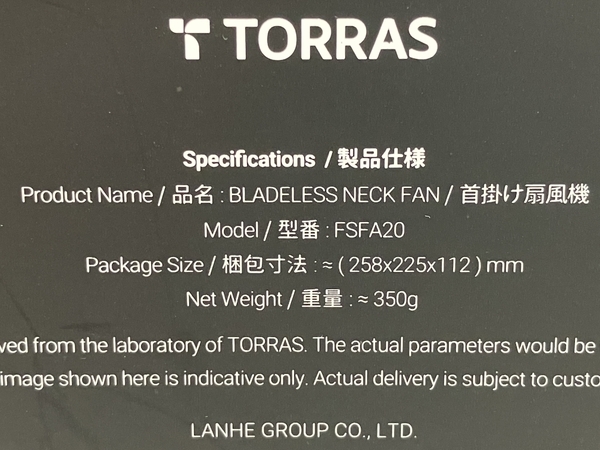 TORRAS
Specifications / 製品仕様
Product Name / 品名 : BLADELESS NECK FAN / 首掛け扇風機
Model / 型番 : FSFA20
Package Size / 梱包寸法 : ≈ ( 258x225x112 ) mm
Net Weight / 重量 : ≈ 350g
ved from the laboratory of TORRAS. The actual parameters would be
image shown here is indicative only. Actual delivery is subject to custo
LANHE GROUP CO., LTD.